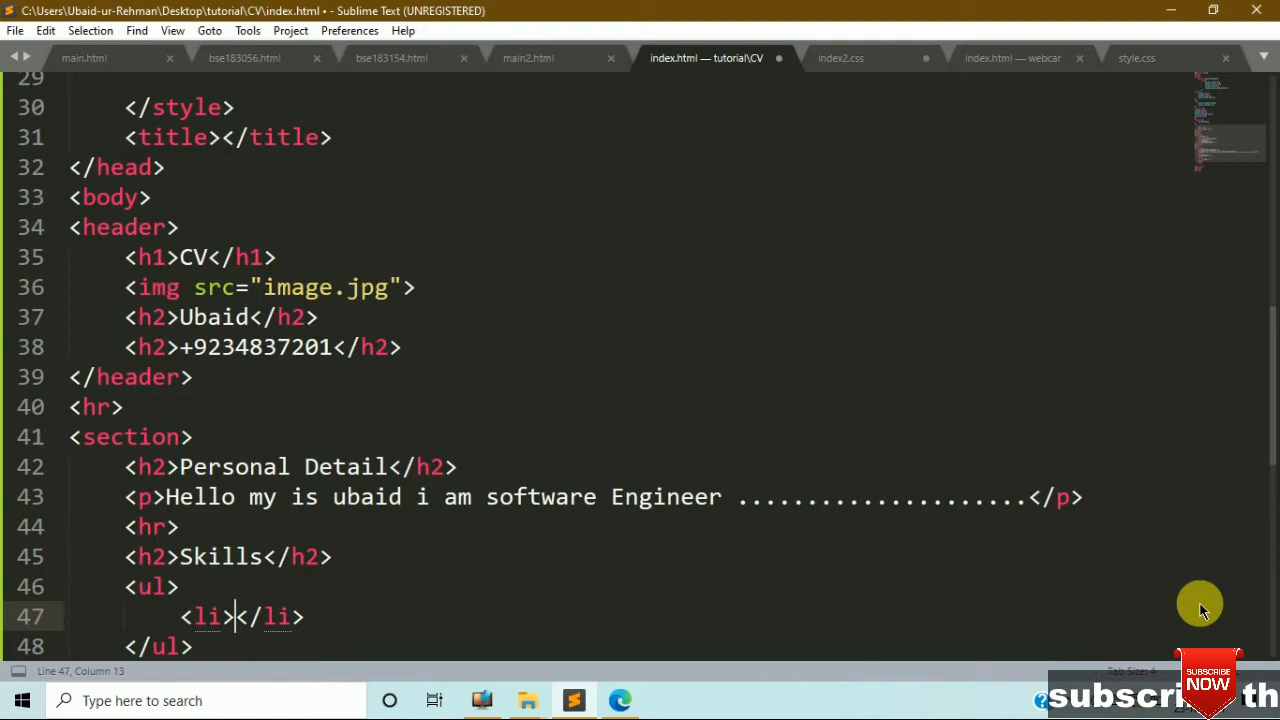 C:\Users\Ubaid-ur-Rehman\Desktop\tutorial\CV\index.html • - Sublime Text (UNREGISTERED)
File Edit Selection Find View Goto Tools Project Preferences Help
main.html bse183056.html bse183154.html main2.html index.html — tutorial\CV index2.css index.html — webcar style.css
29
30 </style>
31 <title></title>
32 </head>
33 <body>
34 <header>
35 <h1>CV</h1>
36 <img src="image.jpg">
37 <h2>Ubaid</h2>
38 <h2>+9234837201</h2>
39 </header>
40 <hr>
41 <section>
42 <h2>Personal Detail</h2>
43 <p>Hello my is ubaid i am software Engineer .....................</p>
44 <hr>
45 <h2>Skills</h2>
46 <ul>
47 <li></li>
48 </ul>
Line 47, Column 13
Tab Size: 4
SUBSCRIBE
NOW
Type here to search
th